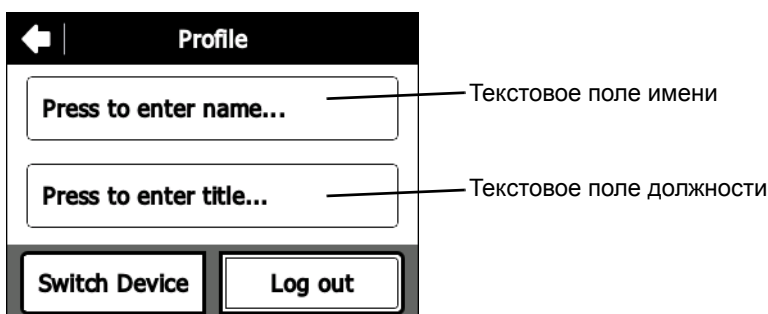 Profile
Press to enter name...
Текстовое поле имени
Press to enter title...
Текстовое поле должности
Switch Device
Log out